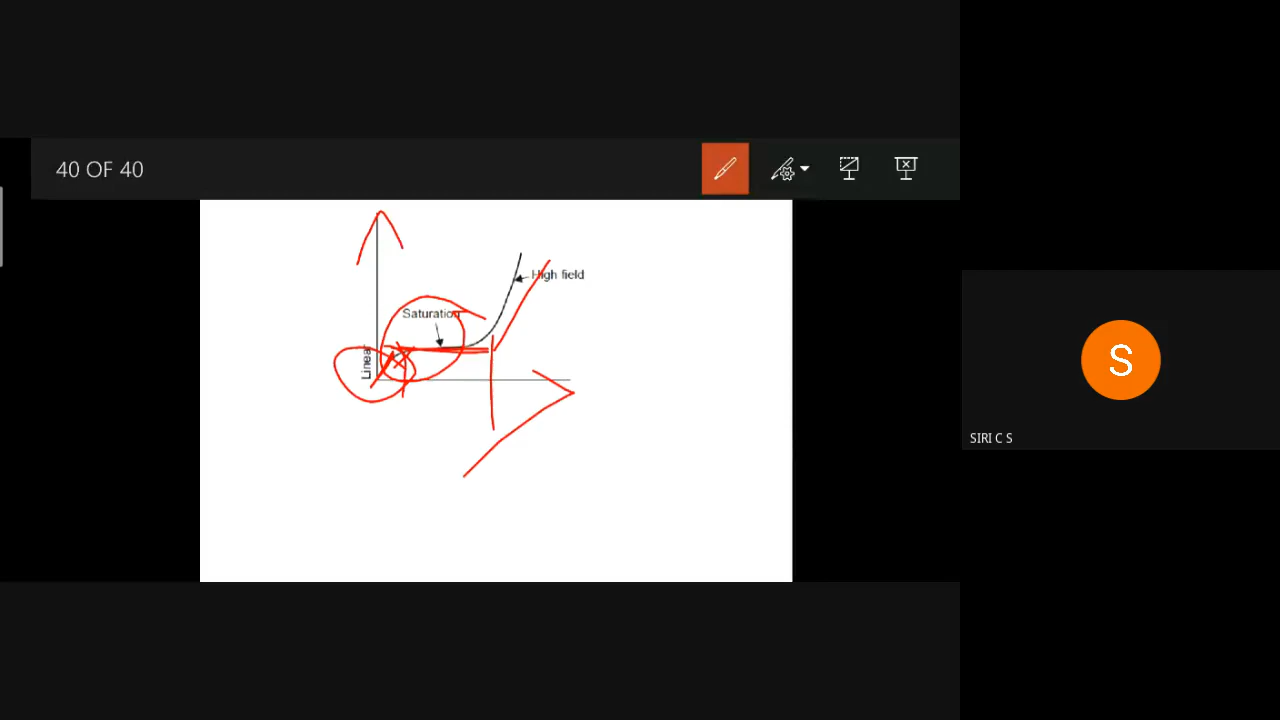 40 OF 40
High field
Saturation
Linear
S
SIRI C S